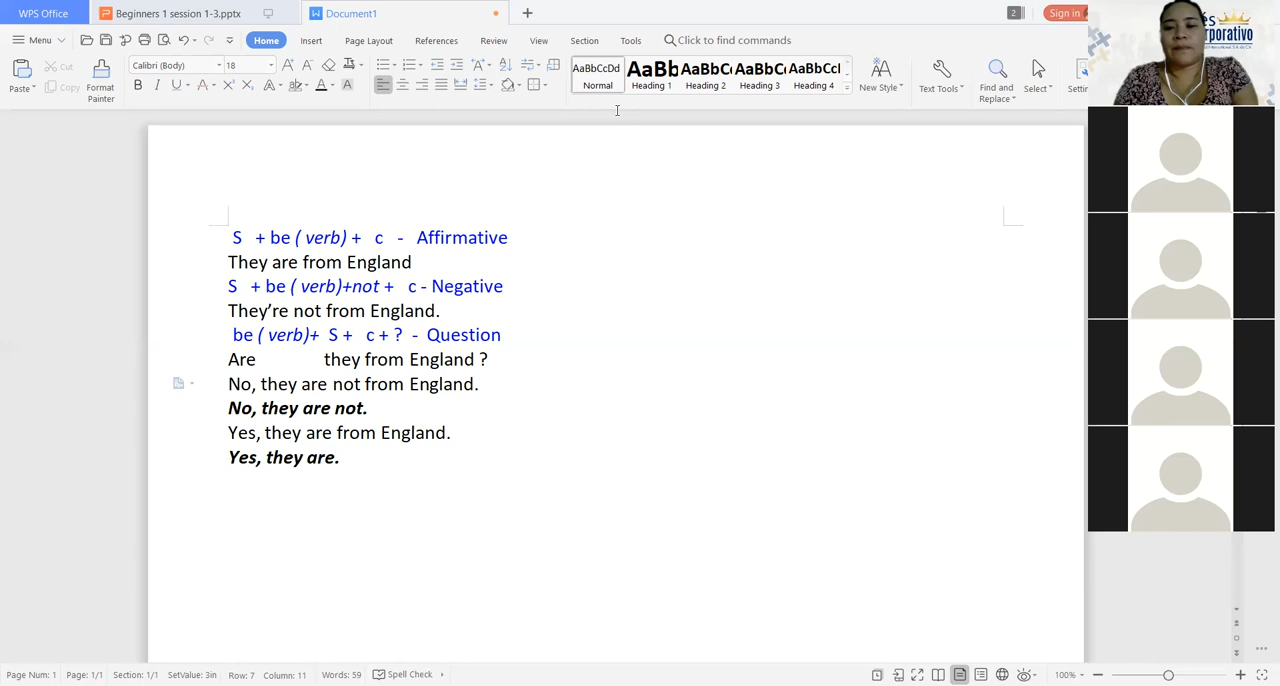 WPS Office
Beginners 1 session 1-3.pptx
Document1
2
Sign in
Menu
Home
Insert
Page Layout
References
Review
View
Section
Tools
Click to find commands
Paste
Cut
Copy
Format Painter
Calibri (Body)
18
AaBbCcDd
Normal
Heading 1
Heading 2
Heading 3
Heading 4
New Style
Text Tools
Find and Replace
Select
S + be ( verb) + c - Affirmative
They are from England
S + be ( verb)+not + c - Negative
They’re not from England.
be ( verb)+ S + c + ? - Question
Are they from England ?
No, they are not from England.
No, they are not.
Yes, they are from England.
Yes, they are.
Page Num: 1 Page: 1/1 Section: 1/1 SetValue: 3in Row: 7 Column: 11 Words: 59 Spell Check
100%